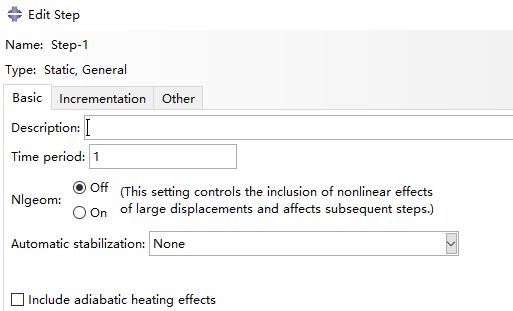 Edit Step
Name: Step-1
Type: Static, General
Basic Incrementation Other
Description:
Time period: 1
Nlgeom: Off (This setting controls the inclusion of nonlinear effects
On of large displacements and affects subsequent steps.)
Automatic stabilization: None
Include adiabatic heating effects